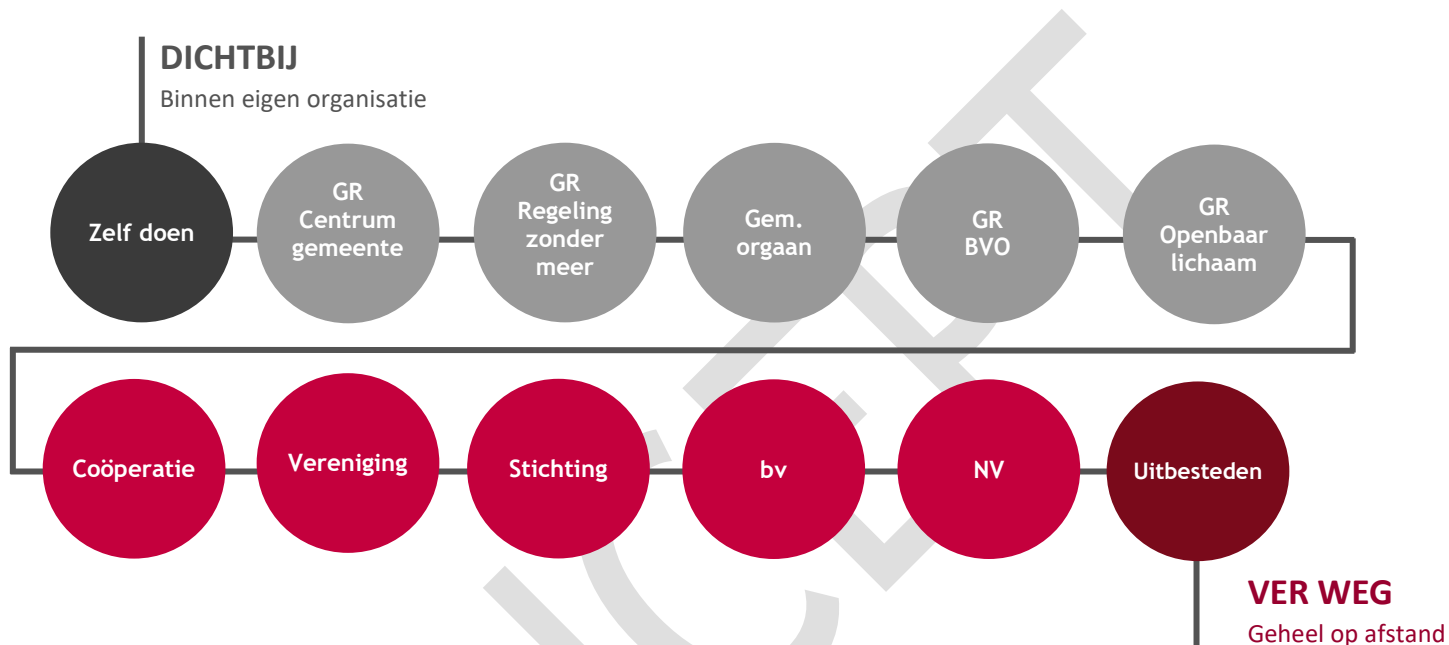 DICHTBIJ
Binnen eigen organisatie
Zelf doen
GR
Centrum
gemeente
GR
Regeling
zonder
meer
Gem.
orgaan
GR
BVO
GR
Openbaar
lichaam
Coöperatie
Vereniging
Stichting
bv
NV
Uitbesteden
VER WEG
Geheel op afstand